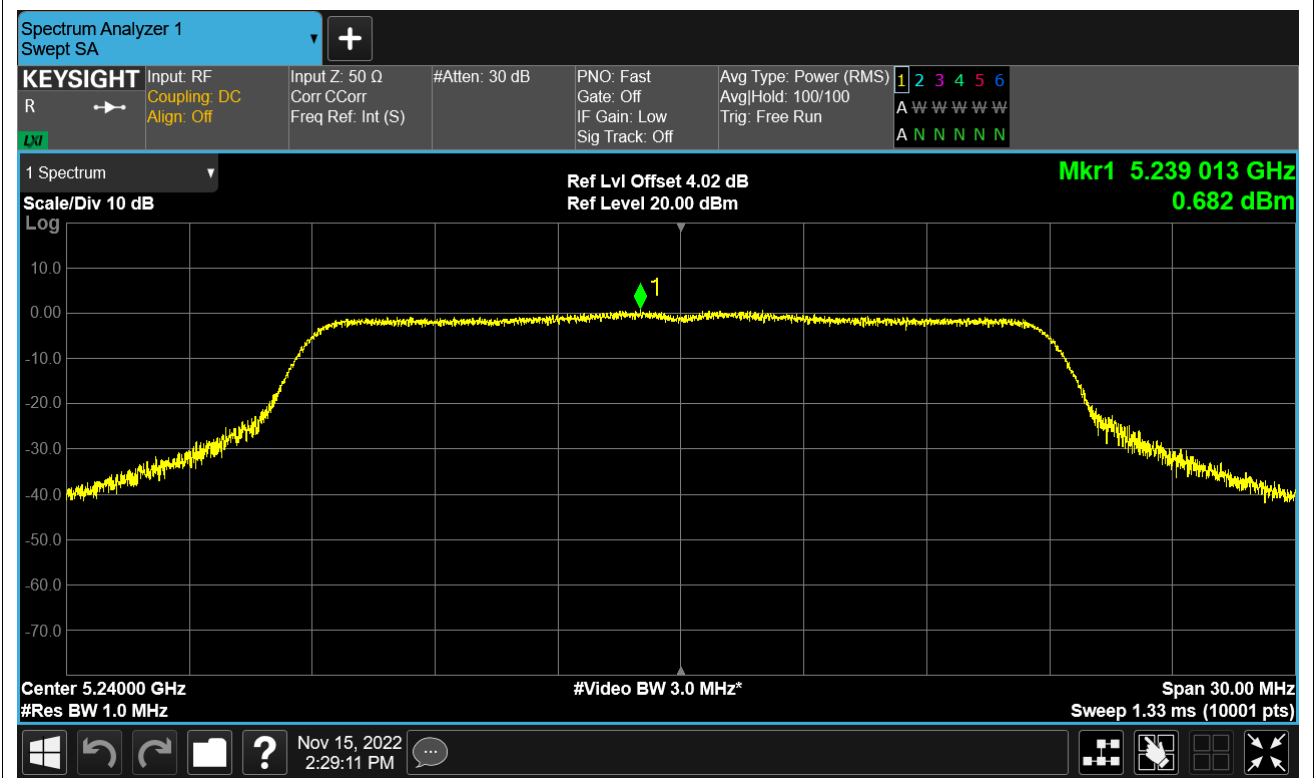 Spectrum Analyzer 1
Swept SA
KEYSIGHT
R
LXI
Input: RF
Coupling: DC
Align: Off
Input Z: 50 Ω
Corr CCorr
Freq Ref: Int (S)
#Atten: 30 dB
PNO: Fast
Gate: Off
IF Gain: Low
Sig Track: Off
Avg Type: Power (RMS)
Avg|Hold: 100/100
Trig: Free Run
1 2 3 4 5 6
A W W W W W
A N N N N N
1 Spectrum
Scale/Div 10 dB
Log
Ref Lvl Offset 4.02 dB
Ref Level 20.00 dBm
Mkr1 5.239 013 GHz
0.682 dBm
1
10.0
0.00
-10.0
-20.0
-30.0
-40.0
-50.0
-60.0
-70.0
Center 5.24000 GHz
#Res BW 1.0 MHz
#Video BW 3.0 MHz*
Span 30.00 MHz
Sweep 1.33 ms (10001 pts)
?
Nov 15, 2022
2:29:11 PM